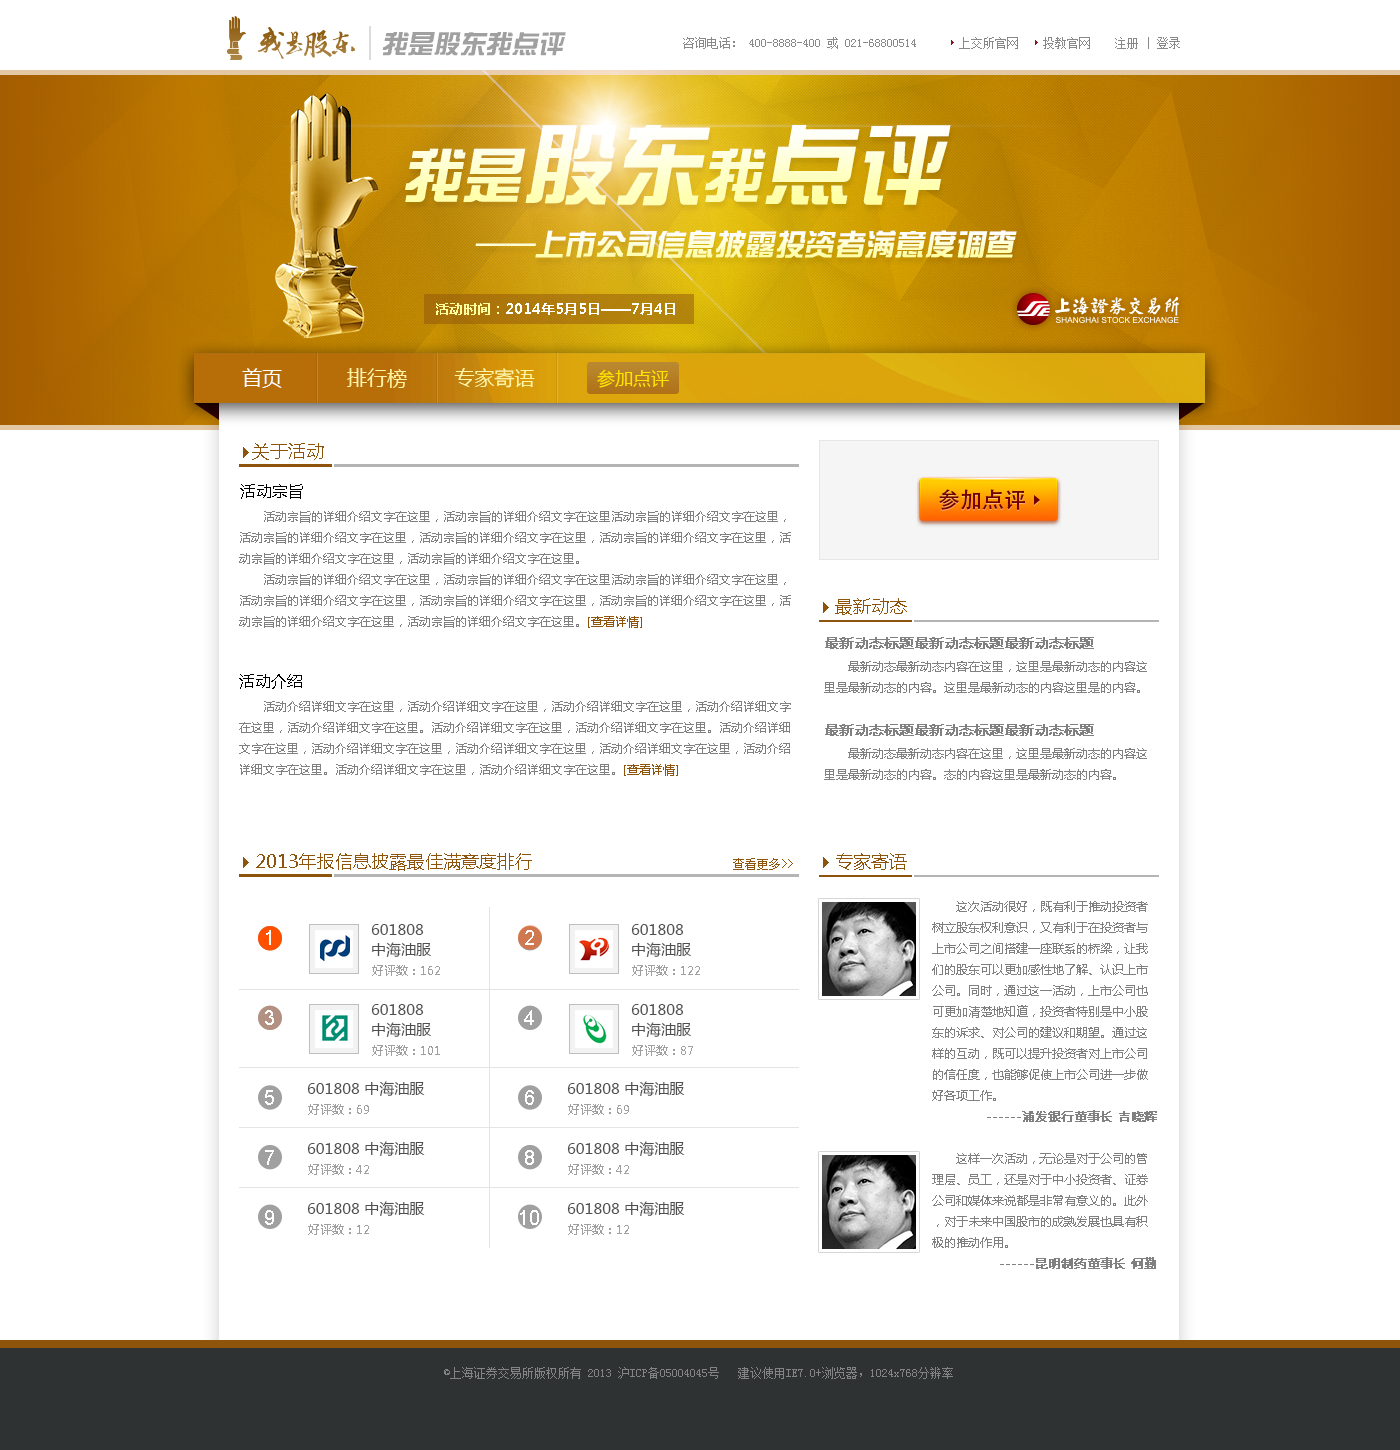 我是股东 我是股东我点评
咨询电话： 400-8888-400 或 021-68800514 上交所官网 投教官网 注册 | 登录
我是股东我点评
——上市公司信息披露投资者满意度调查
活动时间：2014年5月5日——7月4日
上海證券交易所
SHANGHAI STOCK EXCHANGE
首页 排行榜 专家寄语 参加点评
关于活动
活动宗旨
活动宗旨的详细介绍文字在这里，活动宗旨的详细介绍文字在这里活动宗旨的详细介绍文字在这里，
活动宗旨的详细介绍文字在这里，活动宗旨的详细介绍文字在这里，活动宗旨的详细介绍文字在这里，活
动宗旨的详细介绍文字在这里，活动宗旨的详细介绍文字在这里。
活动宗旨的详细介绍文字在这里，活动宗旨的详细介绍文字在这里活动宗旨的详细介绍文字在这里，
活动宗旨的详细介绍文字在这里，活动宗旨的详细介绍文字在这里，活动宗旨的详细介绍文字在这里，活
动宗旨的详细介绍文字在这里，活动宗旨的详细介绍文字在这里。[查看详情]
活动介绍
活动介绍详细文字在这里，活动介绍详细文字在这里，活动介绍详细文字在这里，活动介绍详细文字
在这里，活动介绍详细文字在这里。活动介绍详细文字在这里，活动介绍详细文字在这里。活动介绍详细
文字在这里，活动介绍详细文字在这里，活动介绍详细文字在这里，活动介绍详细文字在这里，活动介绍
详细文字在这里。活动介绍详细文字在这里，活动介绍详细文字在这里。[查看详情]
参加点评
最新动态
最新动态标题最新动态标题最新动态标题
最新动态最新动态内容在这里，这里是最新动态的内容这
里是最新动态的内容。这里是最新动态的内容这里是的内容。
最新动态标题最新动态标题最新动态标题
最新动态最新动态内容在这里，这里是最新动态的内容这
里是最新动态的内容。态的内容这里是最新动态的内容。
2013年报信息披露最佳满意度排行 查看更多>>
1 601808
中海油服
好评数：162
2 601808
中海油服
好评数：122
3 601808
中海油服
好评数：101
4 601808
中海油服
好评数：87
5 601808 中海油服
好评数：69
6 601808 中海油服
好评数：69
7 601808 中海油服
好评数：42
8 601808 中海油服
好评数：42
9 601808 中海油服
好评数：12
10 601808 中海油服
好评数：12
专家寄语
这次活动很好，既有利于推动投资者
树立股东权利意识，又有利于在投资者与
上市公司之间搭建一座联系的桥梁，让我
们的股东可以更加感性地了解、认识上市
公司。同时，通过这一活动，上市公司也
可更加清楚地知道，投资者特别是中小股
东的诉求、对公司的建议和期望。通过这
样的互动，既可以提升投资者对上市公司
的信任度，也能够促使上市公司进一步做
好各项工作。
------浦发银行董事长 吉晓辉
这样一次活动，无论是对于公司的管
理层、员工，还是对于中小投资者、证券
公司和媒体来说都是非常有意义的。此外
，对于未来中国股市的成熟发展也具有积
极的推动作用。
------昆明制药董事长 何勤
©上海证券交易所版权所有 2013 沪ICP备05004045号 建议使用IE7.0+浏览器，1024x768分辨率